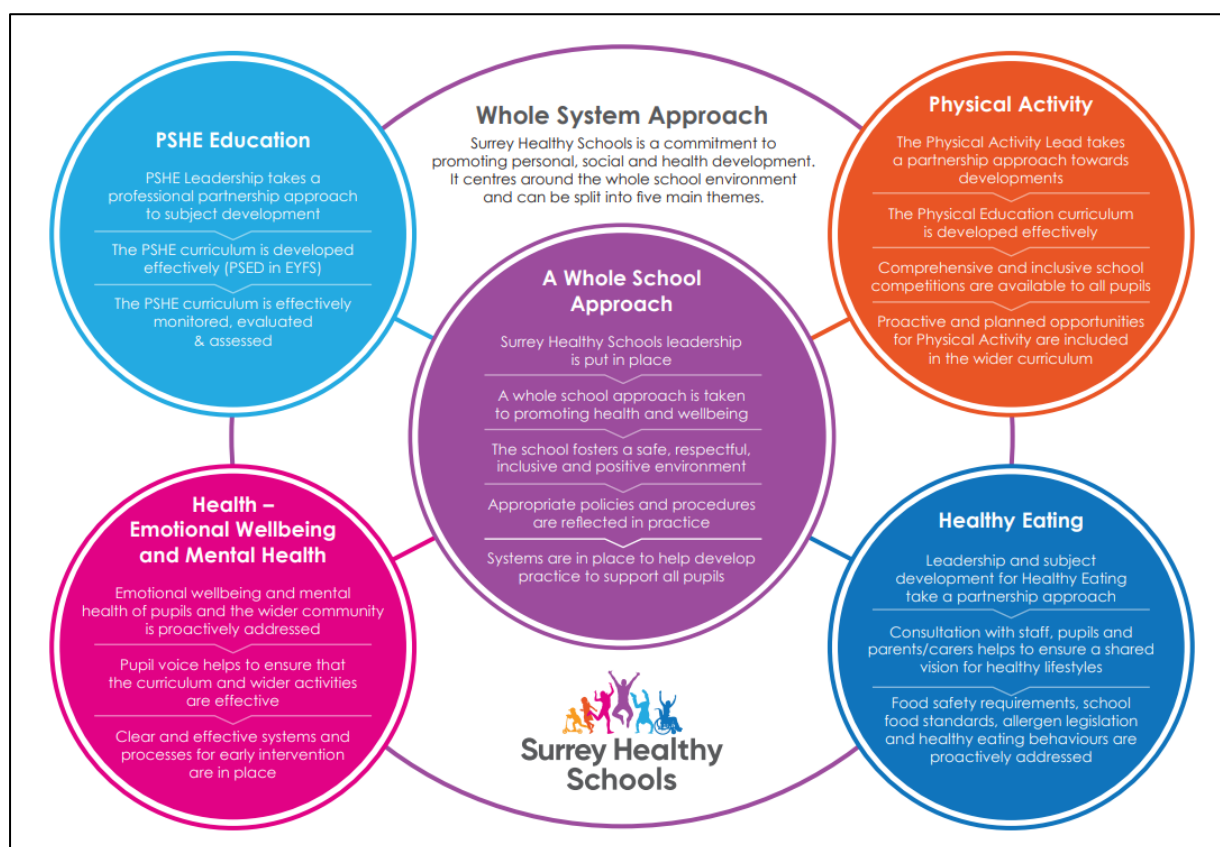 Whole System Approach
Surrey Healthy Schools is a commitment to
promoting personal, social and health development.
It centres around the whole school environment
and can be split into five main themes.
PSHE Education
PSHE Leadership takes a
professional partnership approach
to subject development
The PSHE curriculum is developed
effectively (PSED in EYFS)
The PSHE curriculum is effectively
monitored, evaluated
& assessed
Physical Activity
The Physical Activity Lead takes
a partnership approach towards
developments
The Physical Education curriculum
is developed effectively
Comprehensive and inclusive school
competitions are available to all pupils
Proactive and planned opportunities
for Physical Activity are included
in the wider curriculum
A Whole School
Approach
Surrey Healthy Schools leadership
is put in place
A whole school approach is taken
to promoting health and wellbeing
The school fosters a safe, respectful,
inclusive and positive environment
Appropriate policies and procedures
are reflected in practice
Systems are in place to help develop
practice to support all pupils
Health –
Emotional Wellbeing
and Mental Health
Emotional wellbeing and mental
health of pupils and the wider community
is proactively addressed
Pupil voice helps to ensure that
the curriculum and wider activities
are effective
Clear and effective systems and
processes for early intervention
are in place
Healthy Eating
Leadership and subject
development for Healthy Eating
take a partnership approach
Consultation with staff, pupils and
parents/carers helps to ensure a shared
vision for healthy lifestyles
Food safety requirements, school
food standards, allergen legislation
and healthy eating behaviours are
proactively addressed
Surrey Healthy
Schools